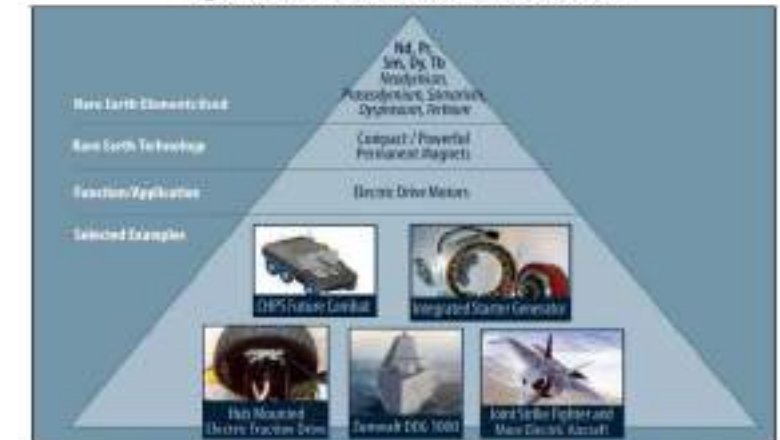 Nd, Pr,
Sm, Dy, Tb
Neodymium,
Praseodymium, Samarium,
Dysprosium, Terbium
Rare Earth Elements Used
Compact / Powerful
Permanent Magnets
Rare Earth Technology
Function/Application
Electric Drive Motors
Selected Examples
CHPS Future Combat
Integrated Starter Generator
Hub Mounted
Electric Traction Drive
Zumwalt DDG 1000
Joint Strike Fighter and
More Electric Aircraft